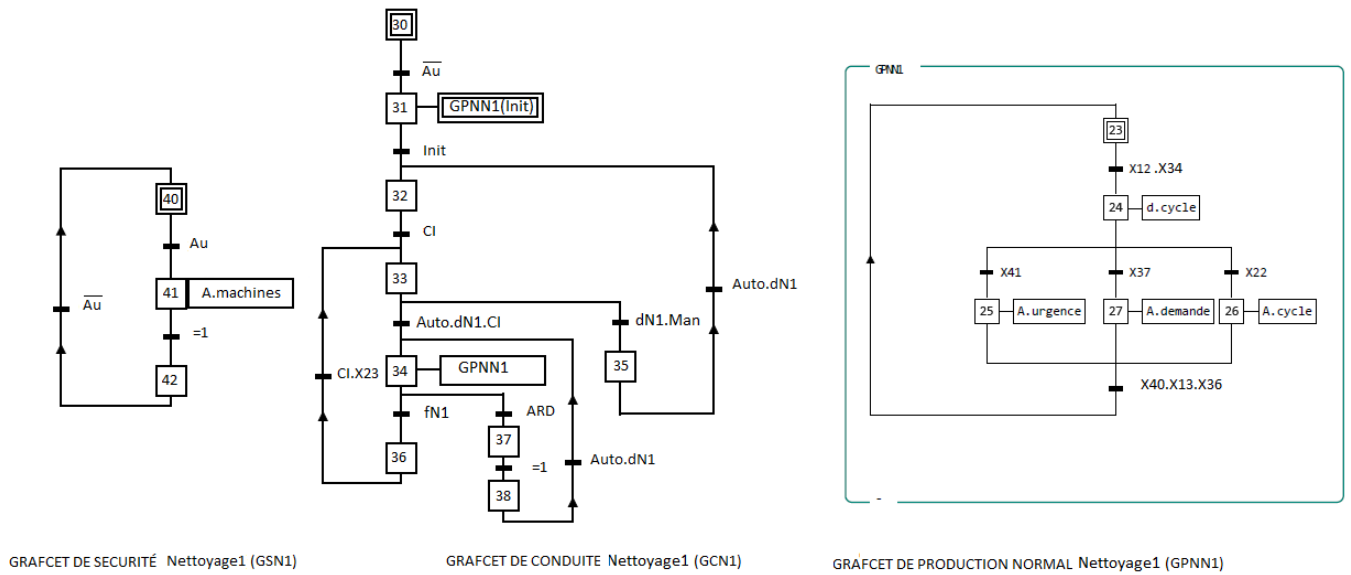 40
Au
41
A.machines
=1
42
Au
30
Au
31
GPNN1(Init)
Init
32
CI
33
Auto.dN1.CI
34
GPNN1
fN1
36
CI.X23
ARD
37
=1
38
Auto.dN1
dN1.Man
35
Auto.dN1
GPNN1
23
X12 .X34
24
d.cycle
X41
X37
X22
25
A.urgence
27
A.demande
26
A.cycle
X40.X13.X36
-
GRAFCET DE SECURITÉ Nettoyage1 (GSN1)
GRAFCET DE CONDUITE Nettoyage1 (GCN1)
GRAFCET DE PRODUCTION NORMAL Nettoyage1 (GPNN1)